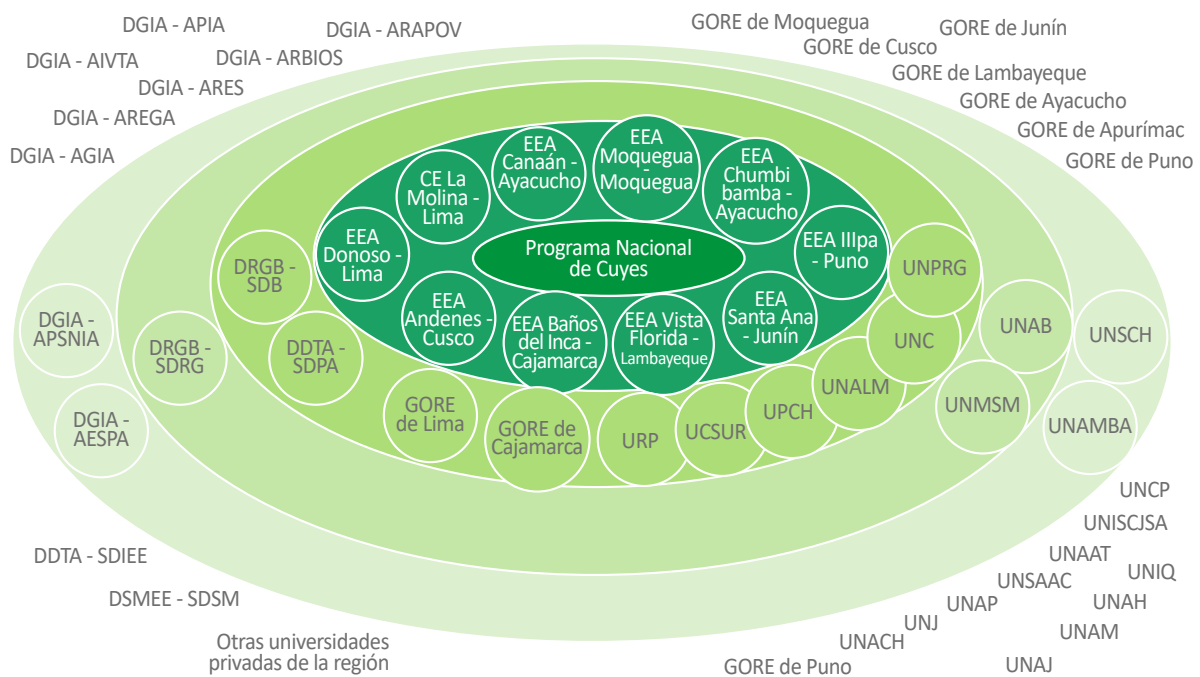 DGIA - APIA
DGIA - ARAPOV
DGIA - AIVTA
DGIA - ARBIOS
DGIA - ARES
DGIA - AREGA
DGIA - AGIA
GORE de Moquegua
GORE de Junín
GORE de Cusco
GORE de Lambayeque
GORE de Ayacucho
GORE de Apurímac
GORE de Puno
EEA
Canaán -
Ayacucho
EEA
Moquegua
-
Moquegua
EEA
Chumbi
bamba -
Ayacucho
CE La
Molina -
Lima
EEA
Donoso -
Lima
Programa Nacional
de Cuyes
EEA IIIpa
- Puno
EEA
Andenes -
Cusco
EEA Baños
del Inca -
Cajamarca
EEA Vista
Florida -
Lambayeque
EEA
Santa Ana
- Junín
DRGB -
SDB
DDTA -
SDPA
GORE
de Lima
GORE de
Cajamarca
URP
UCSUR
UPCH
UNALM
UNC
UNPRG
DRGB -
SDRG
UNAB
UNMSM
DGIA -
APSNIA
DGIA -
AESPA
UNSCH
UNAMBA
DDTA - SDIEE
DSMEE - SDSM
Otras universidades
privadas de la región
UNCP
UNISCJSA
UNAAT
UNIQ
UNSAAC
UNAH
UNAP
UNJ
UNAM
UNACH
UNAJ
GORE de Puno